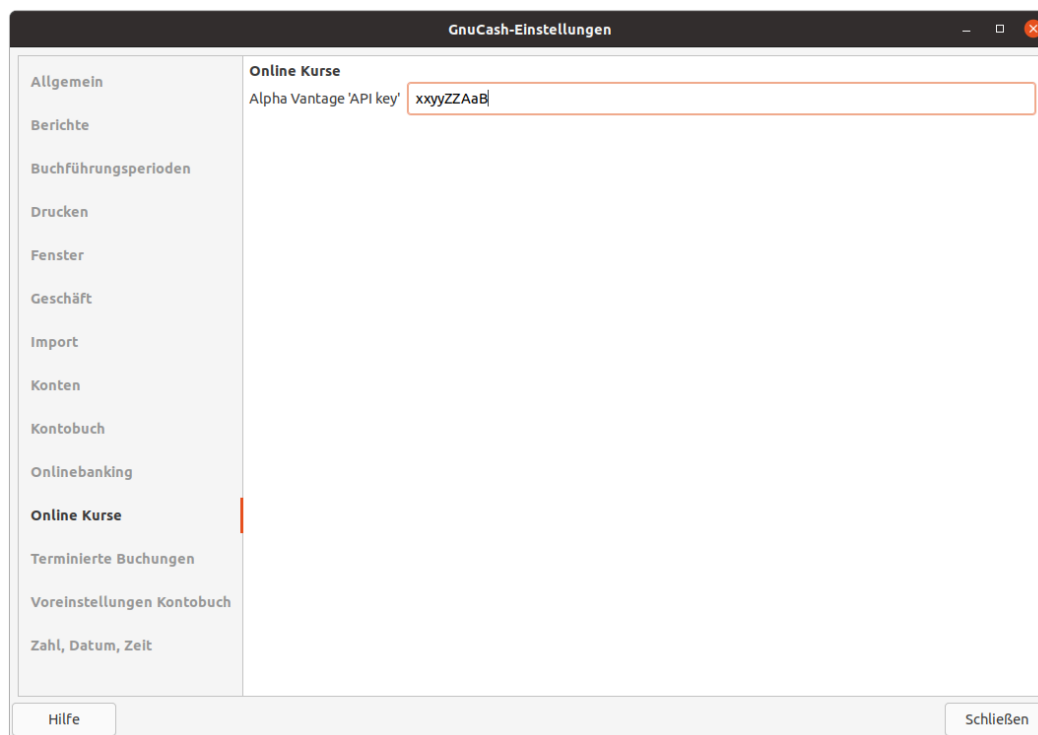 GnuCash-Einstellungen
Allgemein
Berichte
Buchführungsperioden
Drucken
Fenster
Geschäft
Import
Konten
Kontobuch
Onlinebanking
Online Kurse
Terminierte Buchungen
Voreinstellungen Kontobuch
Zahl, Datum, Zeit
Online Kurse
Alpha Vantage 'API key' xxyyZZAaB
Hilfe
Schließen